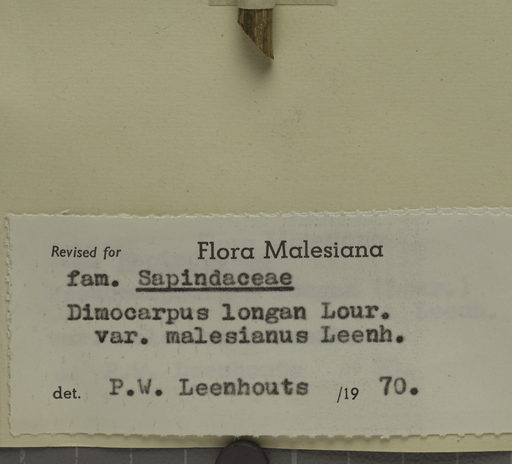 Revised for Flora Malesiana
fam. Sapindaceae
Dimocarpus longan Lour.
var. malesianus Leenh.
det. P.W. Leenhouts /19 70.